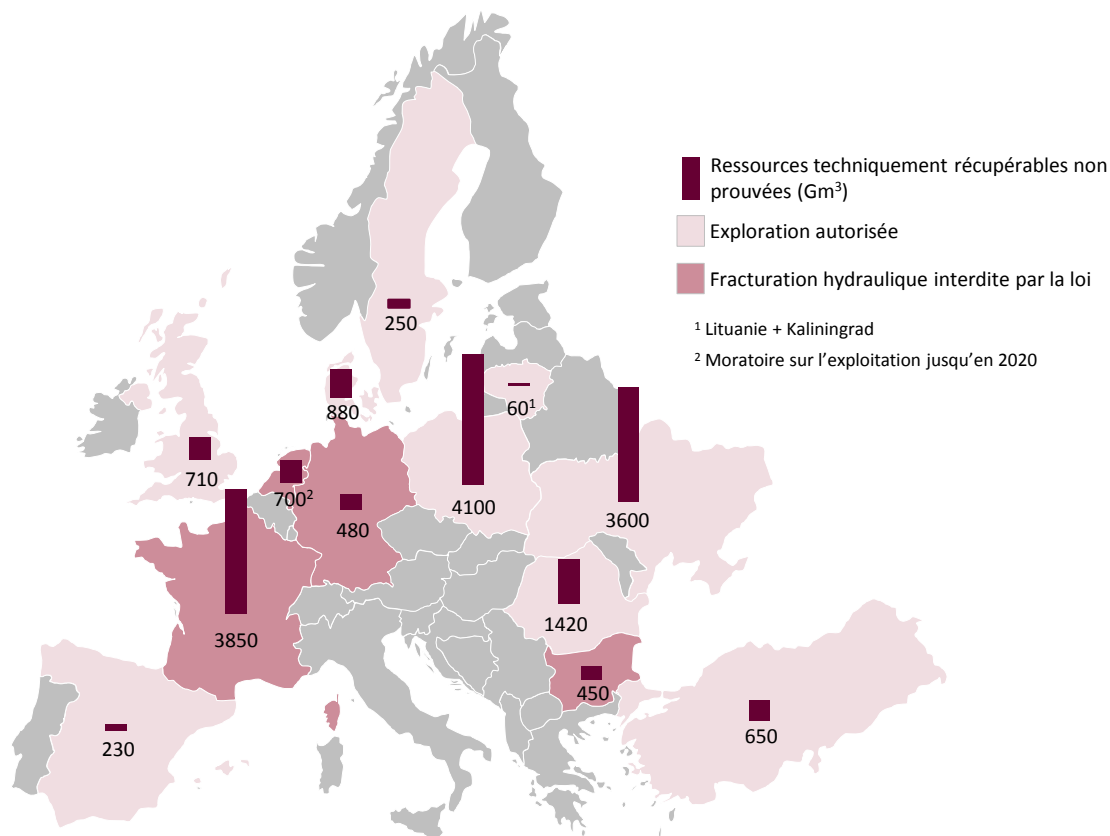 Ressources techniquement récupérables non
prouvées (Gm³)
Exploration autorisée
Fracturation hydraulique interdite par la loi
¹ Lituanie + Kaliningrad
² Moratoire sur l’exploitation jusqu’en 2020
250
880
60¹
710
700²
480
4100
3600
3850
1420
450
230
650